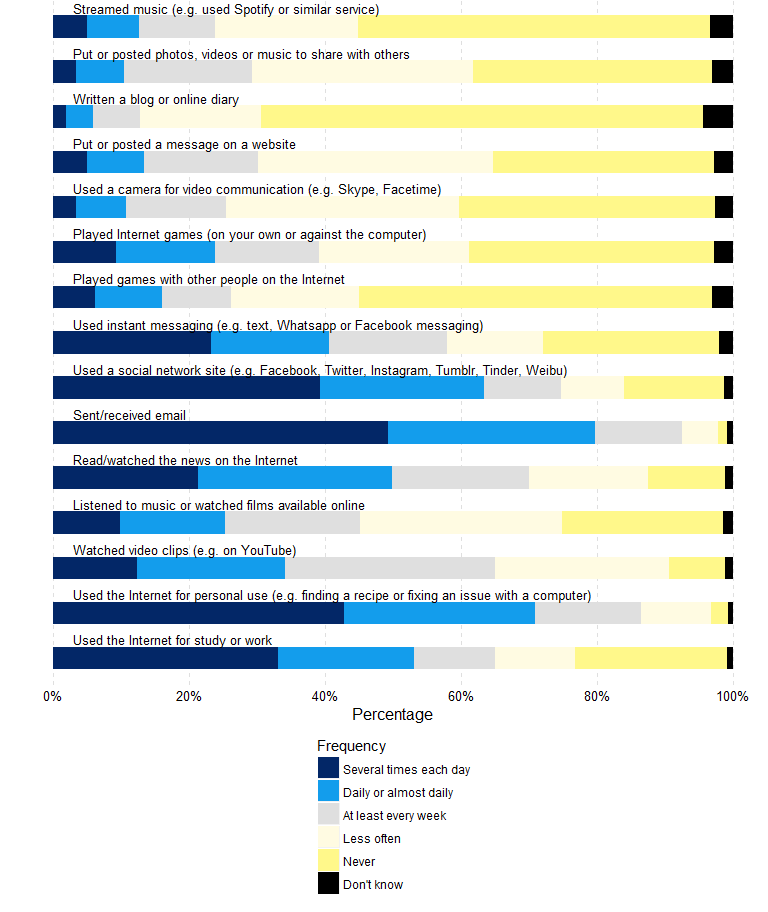 Streamed music (e.g. used Spotify or similar service)
Put or posted photos, videos or music to share with others
Written a blog or online diary
Put or posted a message on a website
Used a camera for video communication (e.g. Skype, Facetime)
Played Internet games (on your own or against the computer)
Played games with other people on the Internet
Used instant messaging (e.g. text, Whatsapp or Facebook messaging)
Used a social network site (e.g. Facebook, Twitter, Instagram, Tumblr, Tinder, Weibu)
Sent/received email
Read/watched the news on the Internet
Listened to music or watched films available online
Watched video clips (e.g. on YouTube)
Used the Internet for personal use (e.g. finding a recipe or fixing an issue with a computer)
Used the Internet for study or work
0% 20% 40% 60% 80% 100%
Percentage
Frequency
Several times each day
Daily or almost daily
At least every week
Less often
Never
Don't know